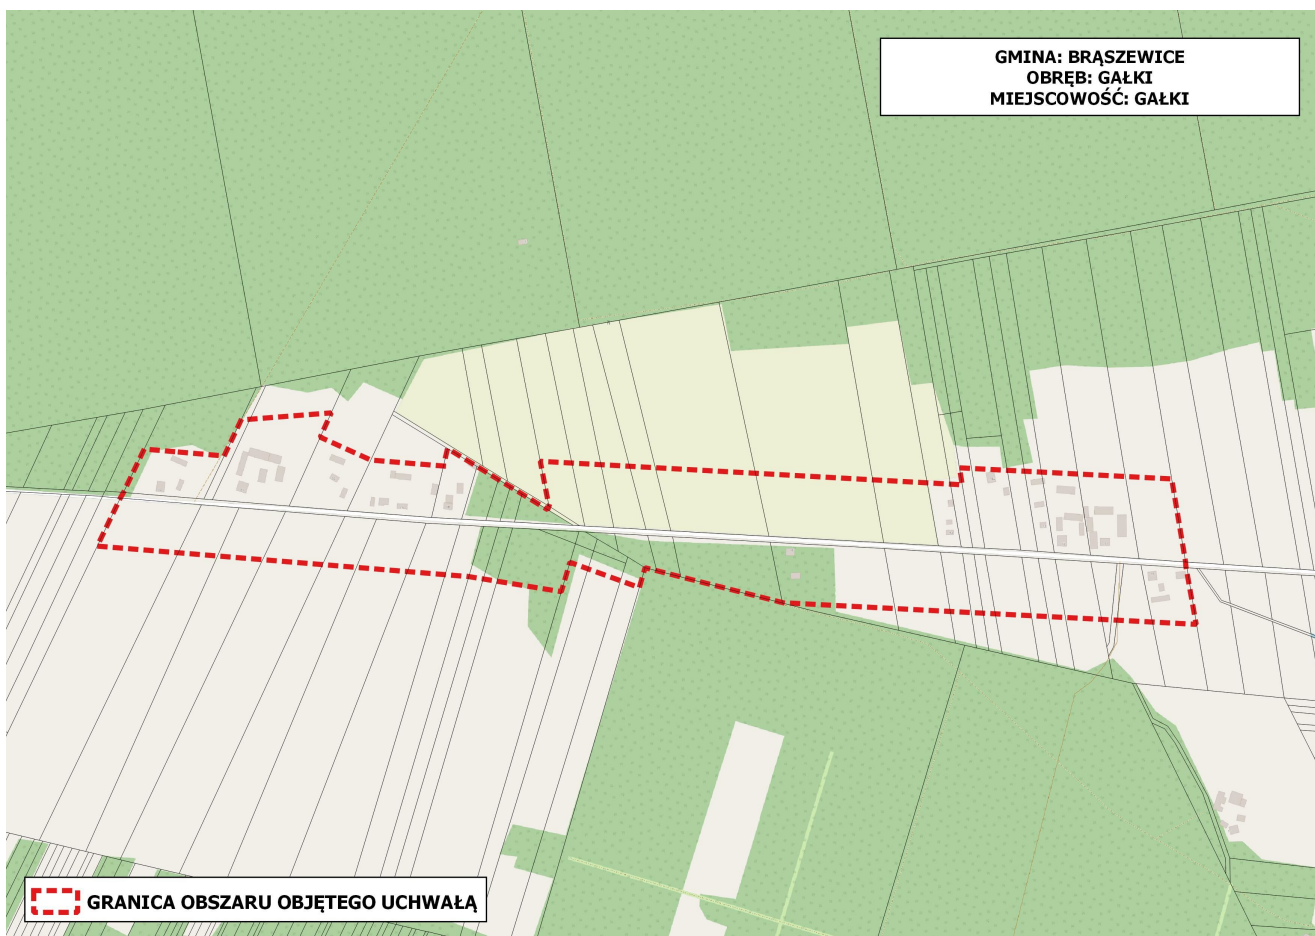 GMINA: BRĄSZEWICE
OBRĘB: GAŁKI
MIEJSCOWOŚĆ: GAŁKI
GRANICA OBSZARU OBJĘTEGO UCHWAŁĄ